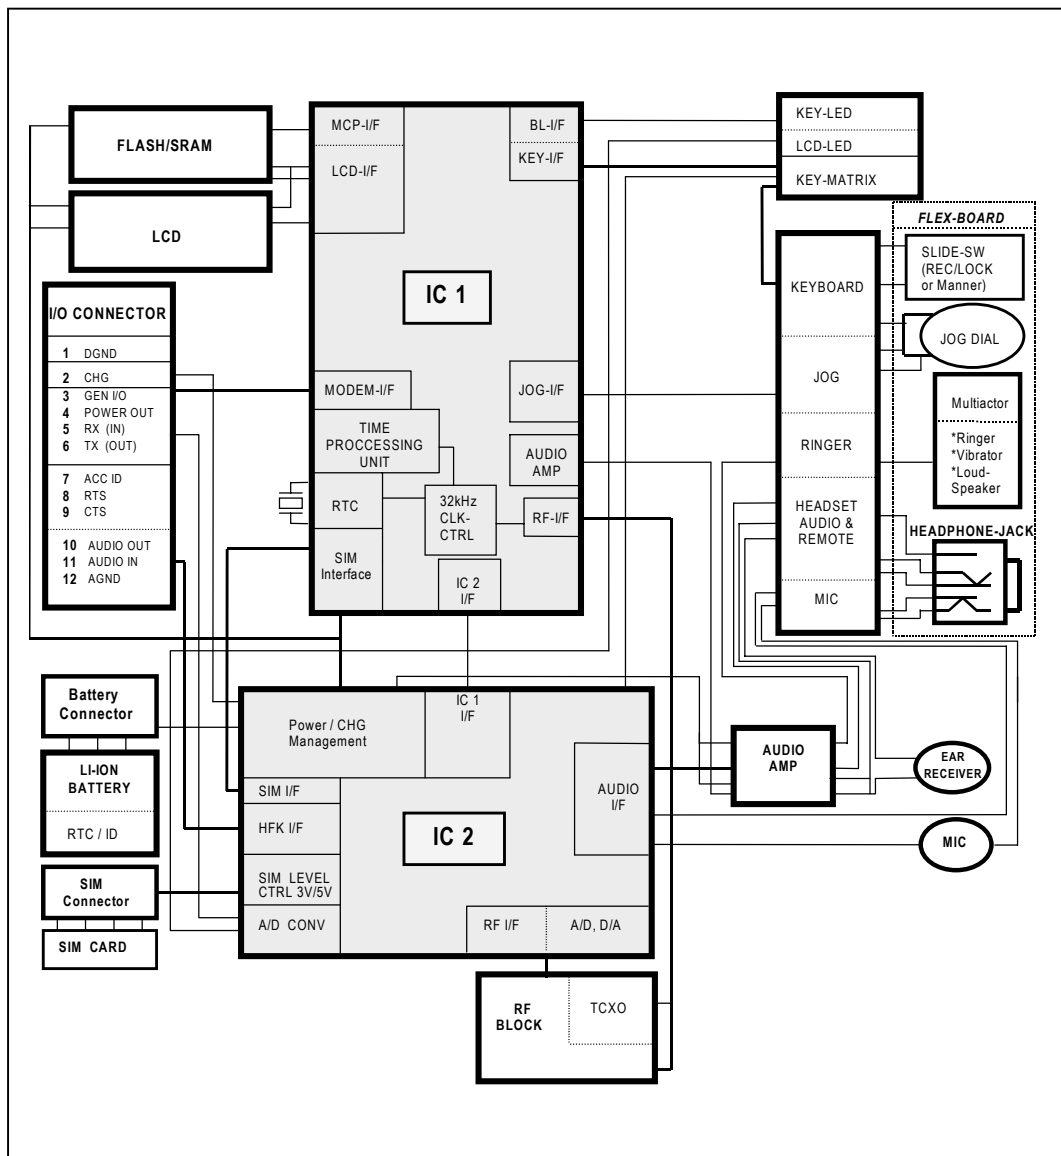 FLASH/SRAM
LCD
MCP-I/F
LCD-I/F
BL-I/F
KEY-I/F
IC 1
MODEM-I/F
TIME
PROCCESSING
UNIT
RTC
SIM
Interface
32kHz
CLK-
CTRL
IC 2
I/F
JOG-I/F
AUDIO
AMP
RF-I/F
KEY-LED
LCD-LED
KEY-MATRIX
FLEX-BOARD
SLIDE-SW
(REC/LOCK
or Manner)
JOG DIAL
Multiactor
*Ringer
*Vibrator
*Loud-
Speaker
HEADPHONE-JACK
KEYBOARD
JOG
RINGER
HEADSET
AUDIO &
REMOTE
MIC
I/O CONNECTOR
1 DGND
2 CHG
3 GEN I/O
4 POWER OUT
5 RX (IN)
6 TX (OUT)
7 ACC ID
8 RTS
9 CTS
10 AUDIO OUT
11 AUDIO IN
12 AGND
Battery
Connector
LI-ION
BATTERY
RTC / ID
SIM
Connector
SIM CARD
Power / CHG
Management
IC 1
I/F
SIM I/F
HFK I/F
SIM LEVEL
CTRL 3V/5V
A/D CONV
IC 2
AUDIO
I/F
RF I/F
A/D, D/A
AUDIO
AMP
EAR
RECEIVER
MIC
RF
BLOCK
TCXO